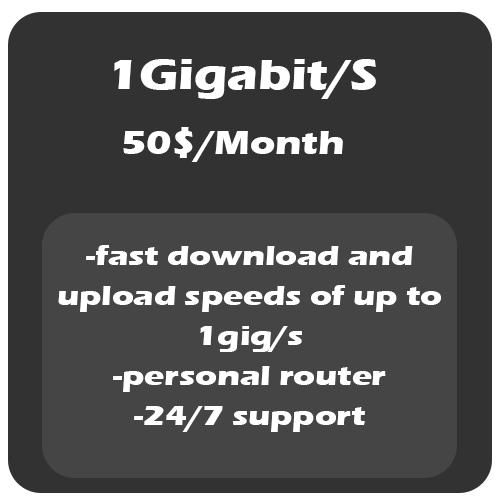 1Gigabit/S
50$/Month
-fast download and
upload speeds of up to
1gig/s
-personal router
-24/7 support